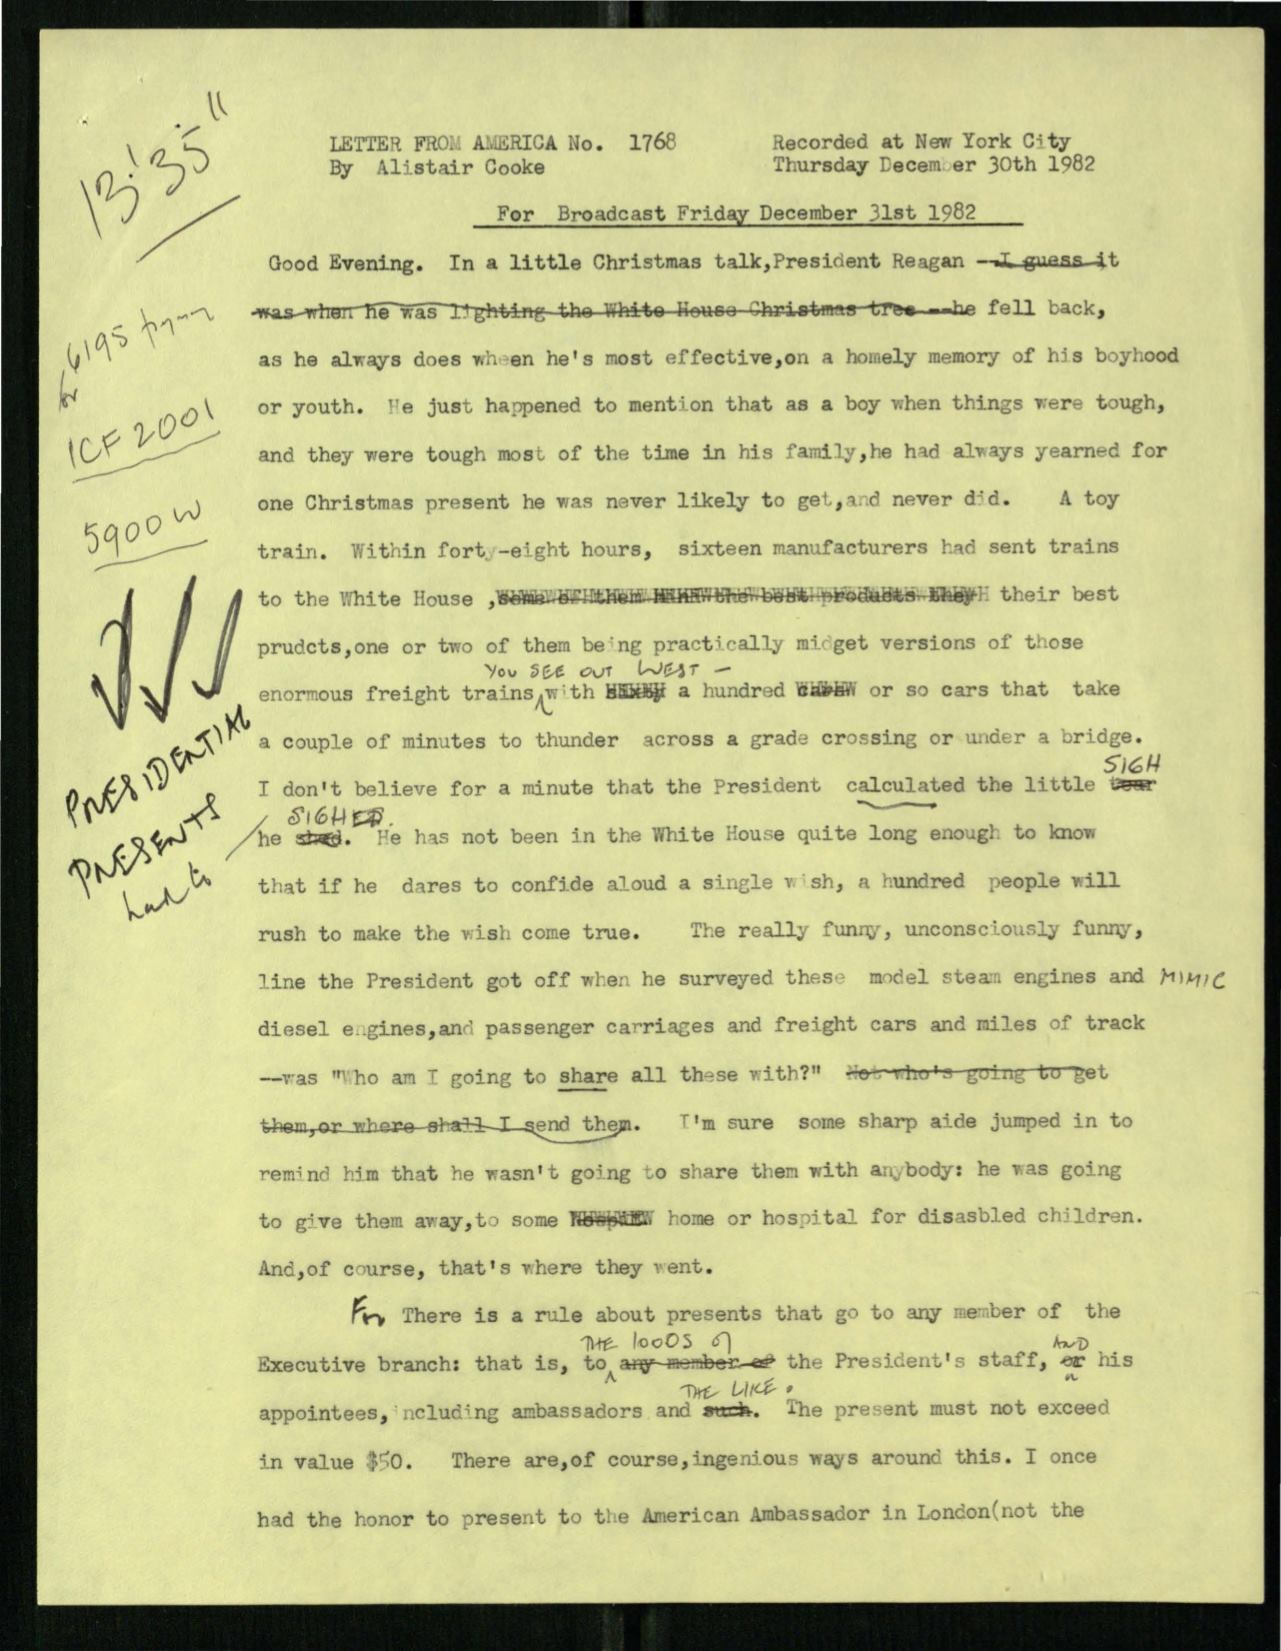 13'35"
LETTER FROM AMERICA No. 1768 Recorded at New York City
By Alistair Cooke Thursday December 30th 1982
For Broadcast Friday December 31st 1982
Good Evening. In a little Christmas talk,President Reagan --I guess it
was when he was lighting the White House Christmas tree --he fell back,
6195
as he always does wheen he's most effective,on a homely memory of his boyhood
or youth. He just happened to mention that as a boy when things were tough,
ICF 2001
and they were tough most of the time in his family,he had always yearned for
one Christmas present he was never likely to get,and never did. A toy
5900 W
train. Within forty-eight hours, sixteen manufacturers had sent trains
to the White House ,some of them the best products they their best
prudcts,one or two of them being practically midget versions of those
YOU SEE OUT WEST -
enormous freight trains,with a hundred or so cars that take
a couple of minutes to thunder across a grade crossing or under a bridge.
PRESIDENTIAL
PRESENTS
SIGH
I don't believe for a minute that the President calculated the little tear
SIGHED.
he shed. He has not been in the White House quite long enough to know
that if he dares to confide aloud a single wish, a hundred people will
rush to make the wish come true. The really funny, unconsciously funny,
line the President got off when he surveyed these model steam engines and MIMIC
diesel engines,and passenger carriages and freight cars and miles of track
--was "Who am I going to share all these with?" Not who's going to get
them,or where shall I send them. I'm sure some sharp aide jumped in to
remind him that he wasn't going to share them with anybody: he was going
to give them away,to some home or hospital for disasbled children.
And,of course, that's where they went.
For There is a rule about presents that go to any member of the
THE 1000S of AND
Executive branch: that is, to any member of the President's staff, or his
THE LIKE.
appointees, including ambassadors and such. The present must not exceed
in value $50. There are,of course,ingenious ways around this. I once
had the honor to present to the American Ambassador in London(not the